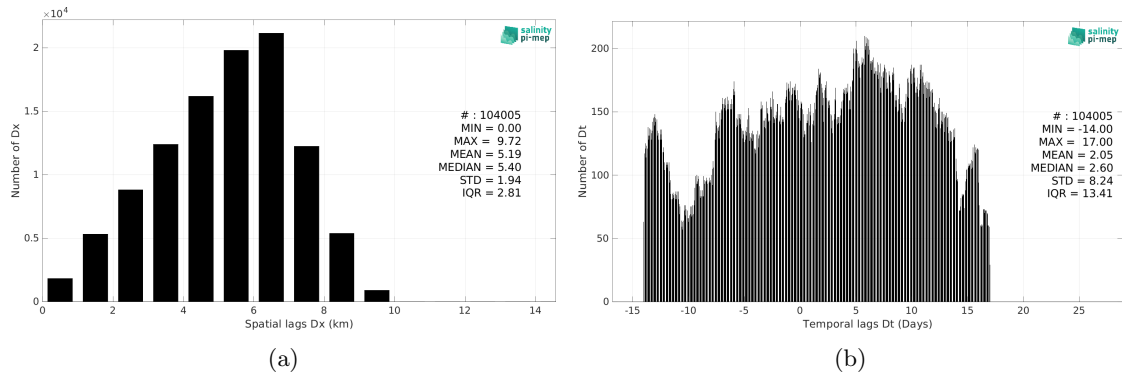 ×10⁴
2
1.5
1
0.5
0
Number of Dx
0 2 4 6 8 10 12 14
Spatial lags Dx (km)
salinity
pi-mep
# : 104005
MIN = 0.00
MAX = 9.72
MEAN = 5.19
MEDIAN = 5.40
STD = 1.94
IQR = 2.81
(a)
200
150
100
50
0
Number of Dt
-15 -10 -5 0 5 10 15 20 25
Temporal lags Dt (Days)
salinity
pi-mep
# : 104005
MIN = -14.00
MAX = 17.00
MEAN = 2.05
MEDIAN = 2.60
STD = 8.24
IQR = 13.41
(b)